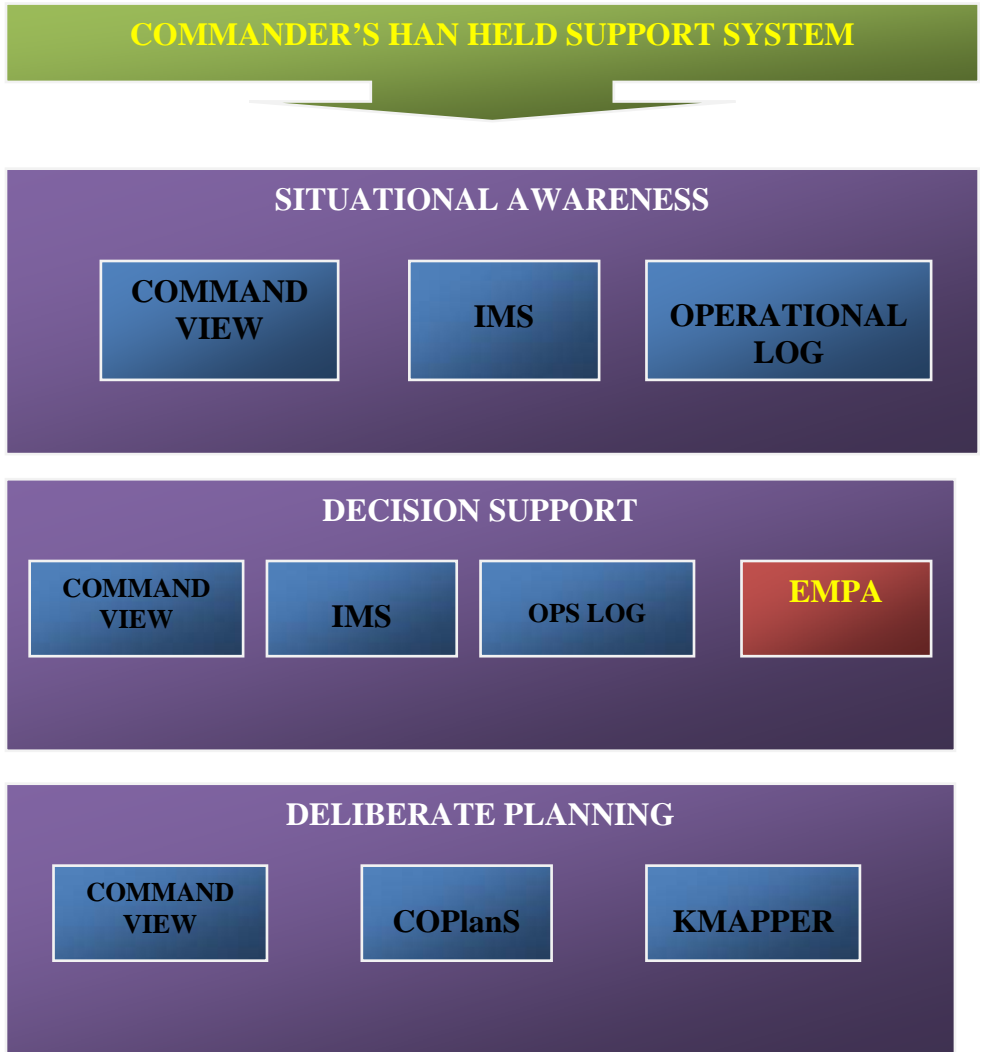 COMMANDER’S HAN HELD SUPPORT SYSTEM
SITUATIONAL AWARENESS
COMMAND
VIEW
IMS
OPERATIONAL
LOG
DECISION SUPPORT
COMMAND
VIEW
IMS
OPS LOG
EMPA
DELIBERATE PLANNING
COMMAND
VIEW
COPlanS
KMAPPER